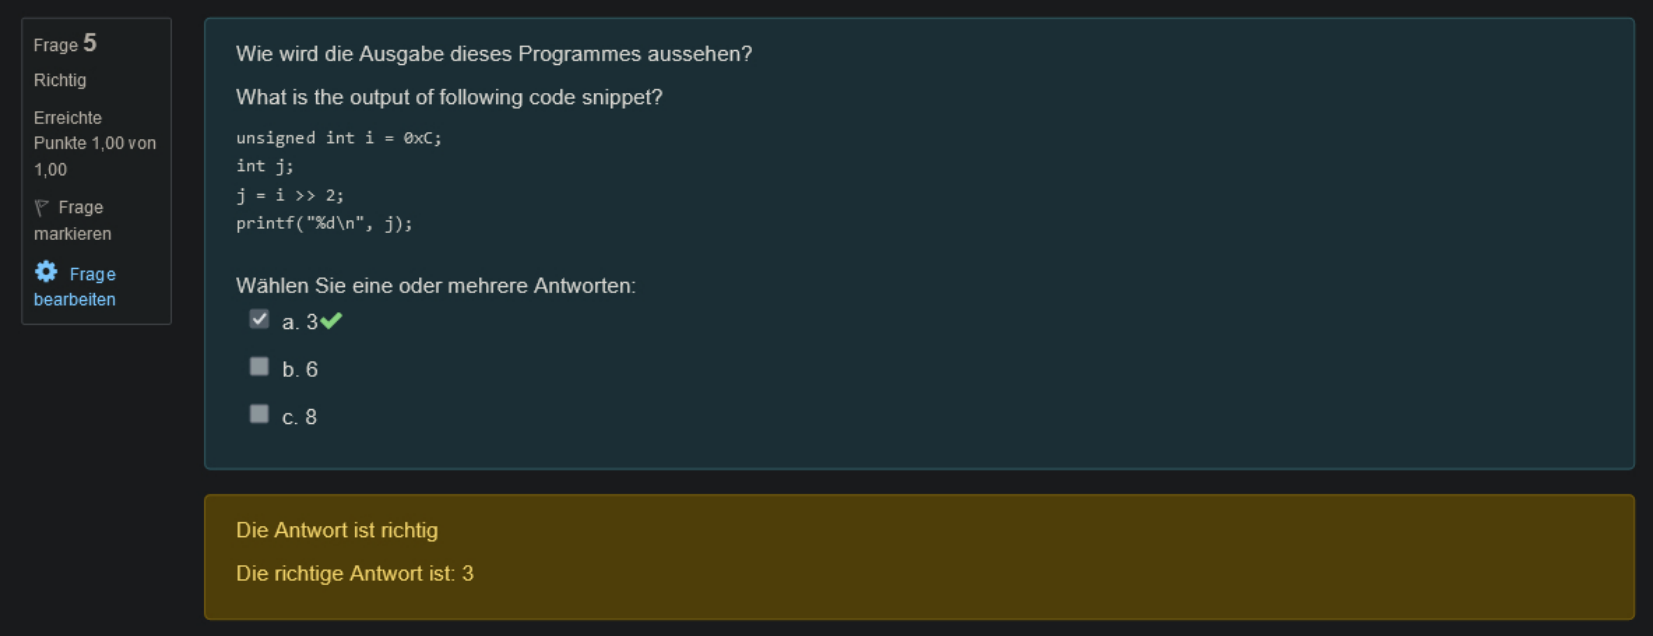 Frage 5
Richtig
Erreichte
Punkte 1,00 von
1,00
Frage
markieren
Frage
bearbeiten
Wie wird die Ausgabe dieses Programmes aussehen?
What is the output of following code snippet?
unsigned int i = 0xC;
int j;
j = i >> 2;
printf("%d\n", j);
Wählen Sie eine oder mehrere Antworten:
a. 3
b. 6
c. 8
Die Antwort ist richtig
Die richtige Antwort ist: 3